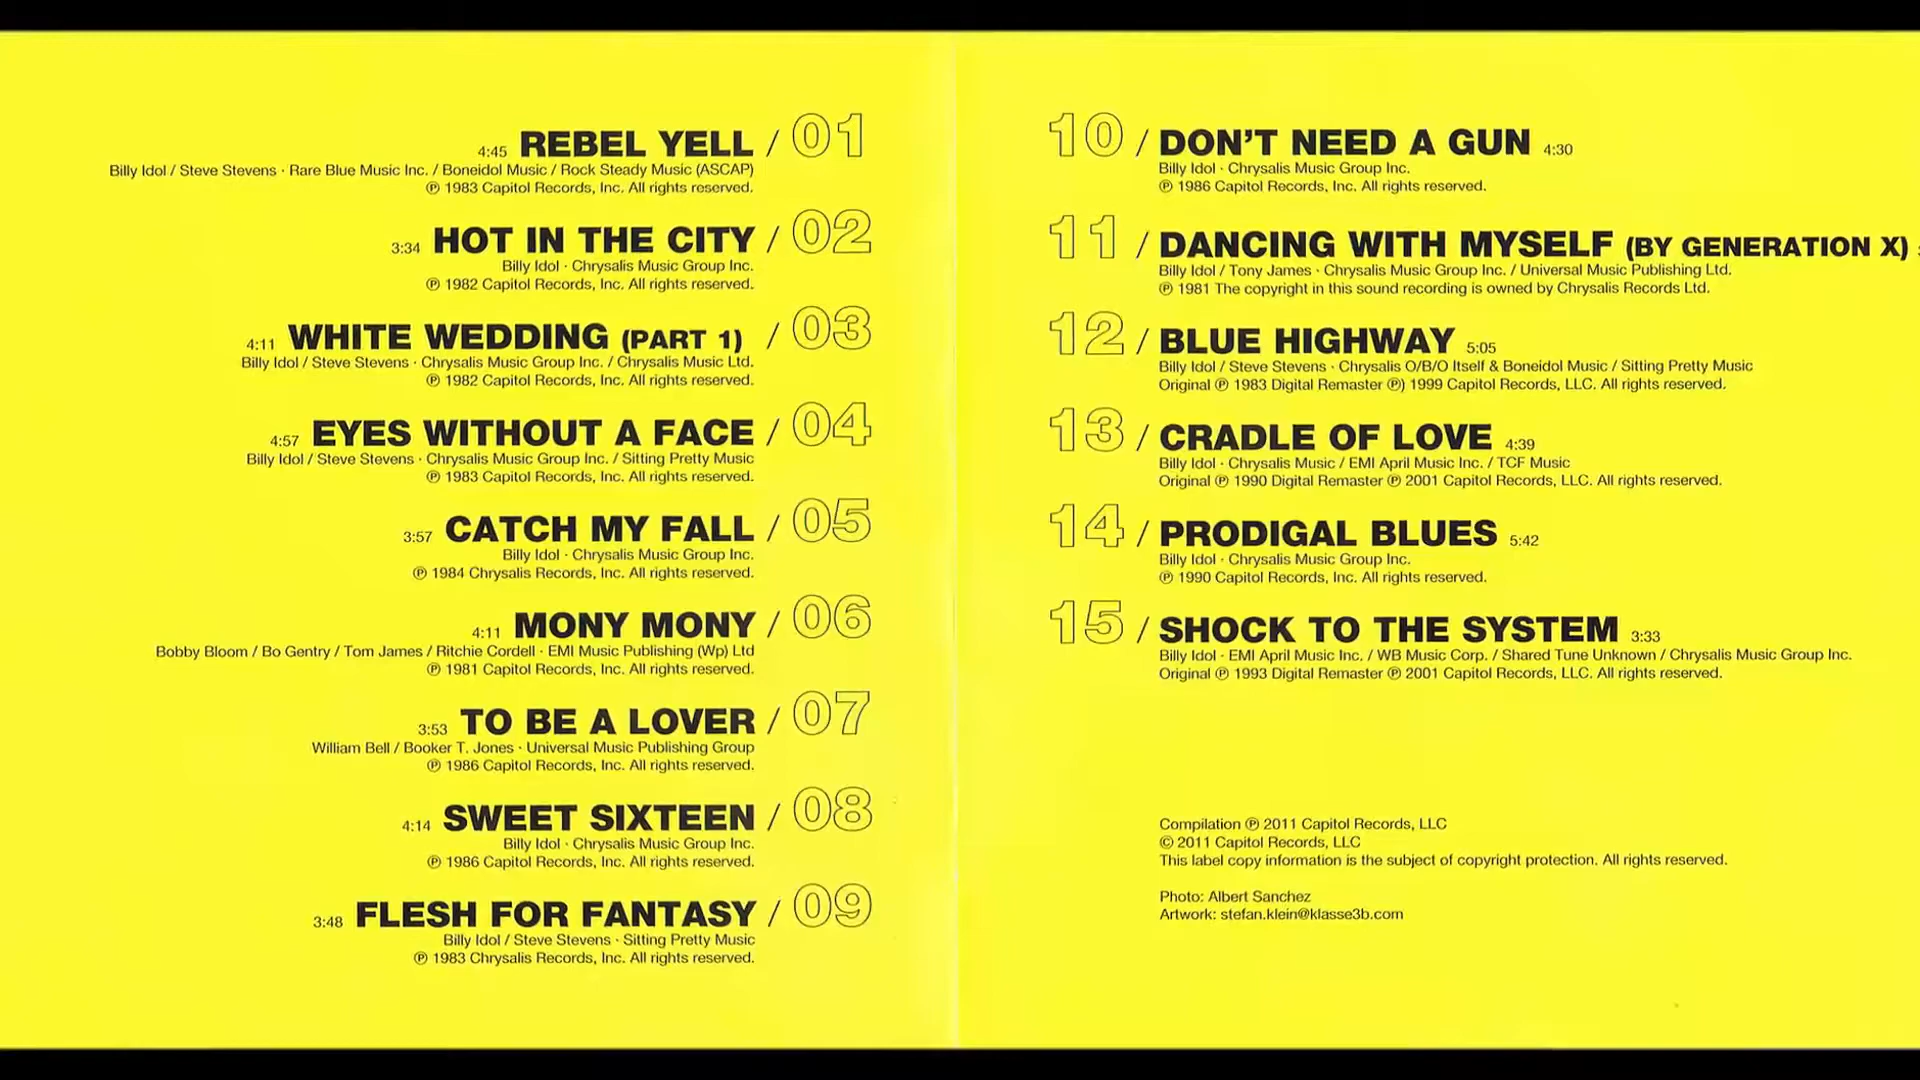 4:45 REBEL YELL / 01
Billy Idol / Steve Stevens · Rare Blue Music Inc. / Boneidol Music / Rock Steady Music (ASCAP)
℗ 1983 Capitol Records, Inc. All rights reserved.
3:34 HOT IN THE CITY / 02
Billy Idol · Chrysalis Music Group Inc.
℗ 1982 Capitol Records, Inc. All rights reserved.
4:11 WHITE WEDDING (PART 1) / 03
Billy Idol / Steve Stevens · Chrysalis Music Group Inc. / Chrysalis Music Ltd.
℗ 1982 Capitol Records, Inc. All rights reserved.
4:57 EYES WITHOUT A FACE / 04
Billy Idol / Steve Stevens · Chrysalis Music Group Inc. / Sitting Pretty Music
℗ 1983 Capitol Records, Inc. All rights reserved.
3:57 CATCH MY FALL / 05
Billy Idol · Chrysalis Music Group Inc.
℗ 1984 Chrysalis Records, Inc. All rights reserved.
4:11 MONY MONY / 06
Bobby Bloom / Bo Gentry / Tom James / Ritchie Cordell · EMI Music Publishing (Wp) Ltd
℗ 1981 Capitol Records, Inc. All rights reserved.
3:53 TO BE A LOVER / 07
William Bell / Booker T. Jones · Universal Music Publishing Group
℗ 1986 Capitol Records, Inc. All rights reserved.
4:14 SWEET SIXTEEN / 08
Billy Idol · Chrysalis Music Group Inc.
℗ 1986 Capitol Records, Inc. All rights reserved.
3:48 FLESH FOR FANTASY / 09
Billy Idol / Steve Stevens · Sitting Pretty Music
℗ 1983 Chrysalis Records, Inc. All rights reserved.
10 / DON'T NEED A GUN 4:30
Billy Idol · Chrysalis Music Group Inc.
℗ 1986 Capitol Records, Inc. All rights reserved.
11 / DANCING WITH MYSELF (BY GENERATION X)
Billy Idol / Tony James · Chrysalis Music Group Inc. / Universal Music Publishing Ltd.
℗ 1981 The copyright in this sound recording is owned by Chrysalis Records Ltd.
12 / BLUE HIGHWAY 5:05
Billy Idol / Steve Stevens · Chrysalis O/B/O Itself & Boneidol Music / Sitting Pretty Music
Original ℗ 1983 Digital Remaster ℗) 1999 Capitol Records, LLC. All rights reserved.
13 / CRADLE OF LOVE 4:39
Billy Idol · Chrysalis Music / EMI April Music Inc. / TCF Music
Original ℗ 1990 Digital Remaster ℗ 2001 Capitol Records, LLC. All rights reserved.
14 / PRODIGAL BLUES 5:42
Billy Idol · Chrysalis Music Group Inc.
℗ 1990 Capitol Records, Inc. All rights reserved.
15 / SHOCK TO THE SYSTEM 3:33
Billy Idol · EMI April Music Inc. / WB Music Corp. / Shared Tune Unknown / Chrysalis Music Group Inc.
Original ℗ 1993 Digital Remaster ℗ 2001 Capitol Records, LLC. All rights reserved.
Compilation ℗ 2011 Capitol Records, LLC
© 2011 Capitol Records, LLC
This label copy information is the subject of copyright protection. All rights reserved.
Photo: Albert Sanchez
Artwork: stefan.klein@klasse3b.com